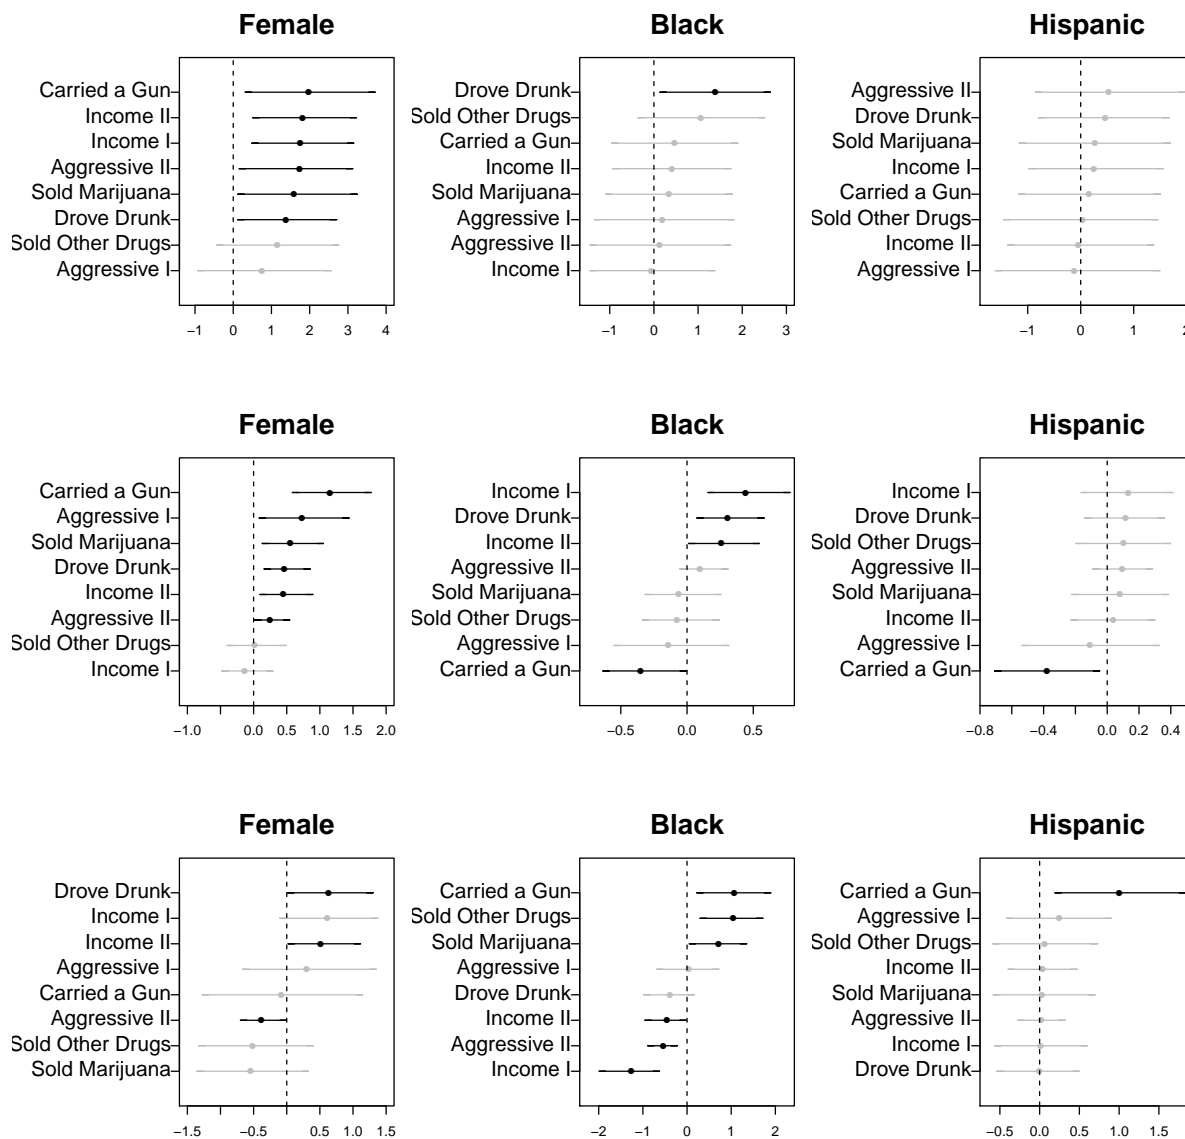 Female
Black
Hispanic
Carried a Gun
Income II
Income I
Aggressive II
Sold Marijuana
Drove Drunk
Sold Other Drugs
Aggressive I
−1 0 1 2 3 4
Drove Drunk
Sold Other Drugs
Carried a Gun
Income II
Sold Marijuana
Aggressive I
Aggressive II
Income I
−1 0 1 2 3
Aggressive II
Drove Drunk
Sold Marijuana
Income I
Carried a Gun
Sold Other Drugs
Income II
Aggressive I
−1 0 1 2
Female
Black
Hispanic
Carried a Gun
Aggressive I
Sold Marijuana
Drove Drunk
Income II
Aggressive II
Sold Other Drugs
Income I
−1.0 0.0 0.5 1.0 1.5 2.0
Income I
Drove Drunk
Income II
Aggressive II
Sold Marijuana
Sold Other Drugs
Aggressive I
Carried a Gun
−0.5 0.0 0.5
Income I
Drove Drunk
Sold Other Drugs
Aggressive II
Sold Marijuana
Income II
Aggressive I
Carried a Gun
−0.8 −0.4 0.0 0.2 0.4
Female
Black
Hispanic
Drove Drunk
Income I
Income II
Aggressive I
Carried a Gun
Aggressive II
Sold Other Drugs
Sold Marijuana
−1.5 −0.5 0.5 1.0 1.5
Carried a Gun
Sold Other Drugs
Sold Marijuana
Aggressive I
Drove Drunk
Income II
Aggressive II
Income I
−2 −1 0 1 2
Carried a Gun
Aggressive I
Sold Other Drugs
Income II
Sold Marijuana
Aggressive II
Income I
Drove Drunk
−0.5 0.0 0.5 1.0 1.5